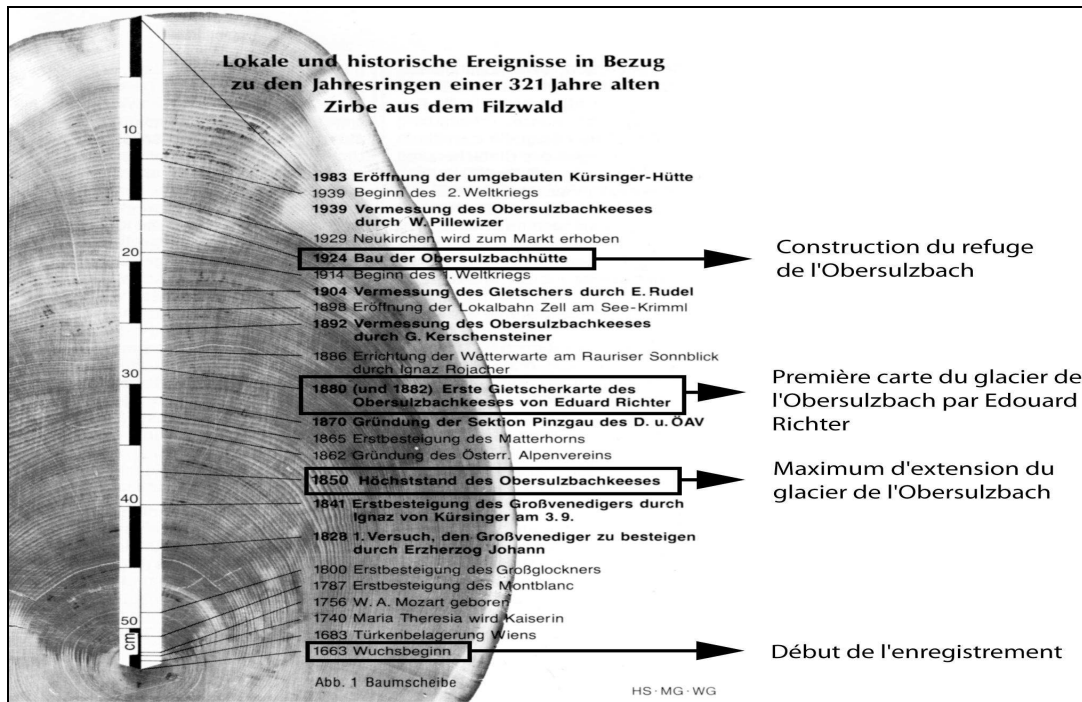 Lokale und historische Ereignisse in Bezug
zu den Jahresringen einer 321 Jahre alten
Zirbe aus dem Filzwald
10
20
30
40
50
cm
1983 Eröffnung der umgebauten Kürsinger-Hütte
1939 Beginn des 2. Weltkriegs
1939 Vermessung des Obersulzbachkeeses
durch W. Pillewizer
1929 Neukirchen wird zum Markt erhoben
1924 Bau der Obersulzbachhütte
1914 Beginn des 1. Weltkriegs
1904 Vermessung des Gletschers durch E. Rudel
1898 Eröffnung der Lokalbahn Zell am See-Krimml
1892 Vermessung des Obersulzbachkeeses
durch G. Kerschensteiner
1886 Errichtung der Wetterwarte am Rauriser Sonnblick
durch Ignaz Rojacher
1880 (und 1882) Erste Gletscherkarte des
Obersulzbachkeeses von Eduard Richter
1870 Gründung der Sektion Pinzgau des D. u. ÖAV
1865 Erstbesteigung des Matterhorns
1862 Gründung des Österr. Alpenvereins
1850 Höchststand des Obersulzbachkeeses
1841 Erstbesteigung des Großvenedigers durch
Ignaz von Kürsinger am 3.9.
1828 1. Versuch, den Großvenediger zu besteigen
durch Erzherzog Johann
1800 Erstbesteigung des Großglockners
1787 Erstbesteigung des Montblanc
1756 W. A. Mozart geboren
1740 Maria Theresia wird Kaiserin
1683 Türkenbelagerung Wiens
1663 Wuchsbeginn
Abb. 1 Baumscheibe
HS·MG·WG
Construction du refuge
de l'Obersulzbach
Première carte du glacier de
l'Obersulzbach par Edouard
Richter
Maximum d'extension du
glacier de l'Obersulzbach
Début de l'enregistrement